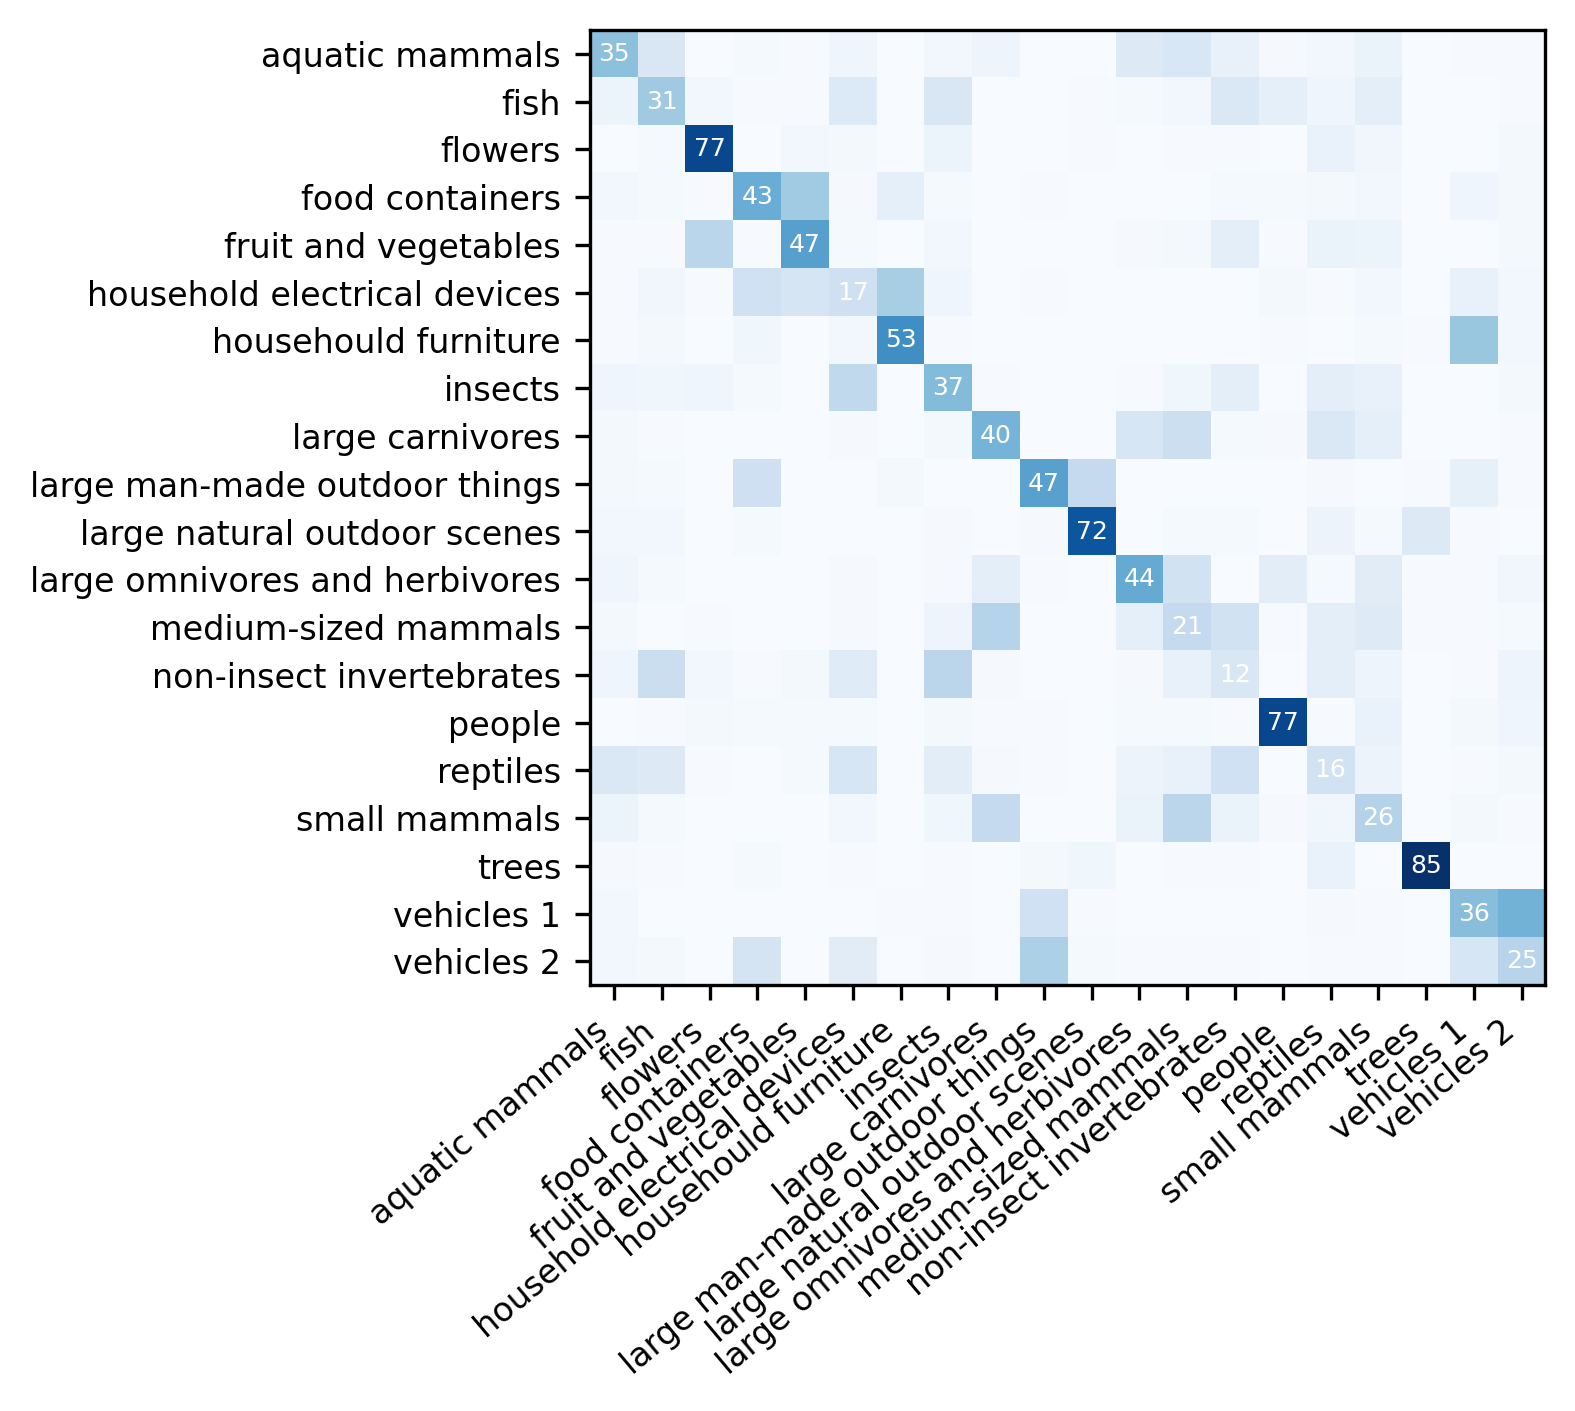 aquatic mammals
35
fish
31
flowers
77
food containers
43
fruit and vegetables
47
household electrical devices
17
househould furniture
53
insects
37
large carnivores
40
large man-made outdoor things
47
large natural outdoor scenes
72
large omnivores and herbivores
44
medium-sized mammals
21
non-insect invertebrates
12
people
77
reptiles
16
small mammals
26
trees
85
vehicles 1
36
vehicles 2
25
aquatic mammals
fish
flowers
food containers
fruit and vegetables
household electrical devices
househould furniture
insects
large carnivores
large man-made outdoor things
large natural outdoor scenes
large omnivores and herbivores
medium-sized mammals
non-insect invertebrates
people
reptiles
small mammals
trees
vehicles 1
vehicles 2